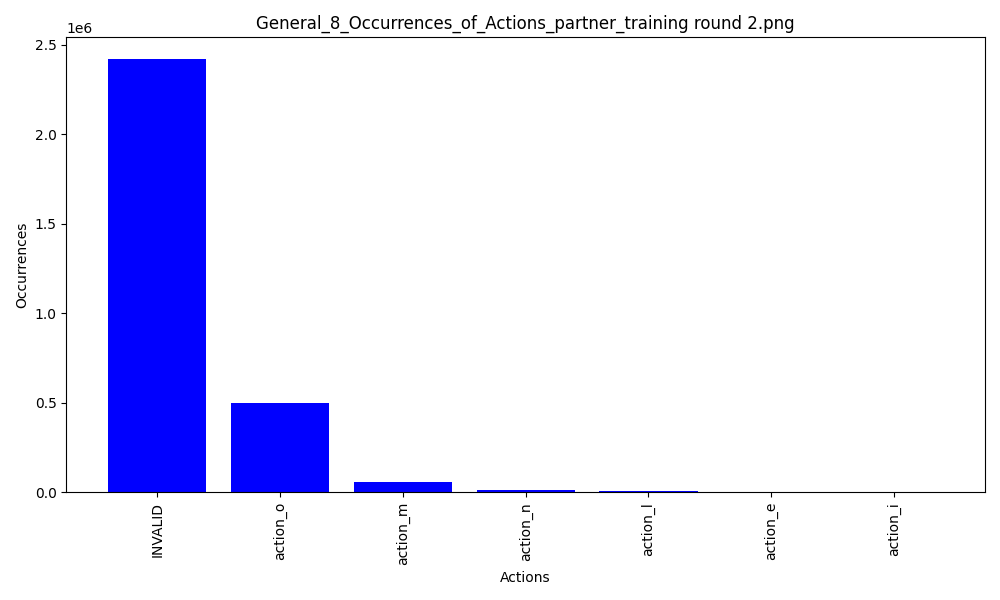 General_8_Occurrences_of_Actions_partner_training round 2.png
1e6
2.5
2.0
1.5
1.0
0.5
0.0
Occurrences
INVALID
action_o
action_m
action_n
action_l
action_e
action_i
Actions